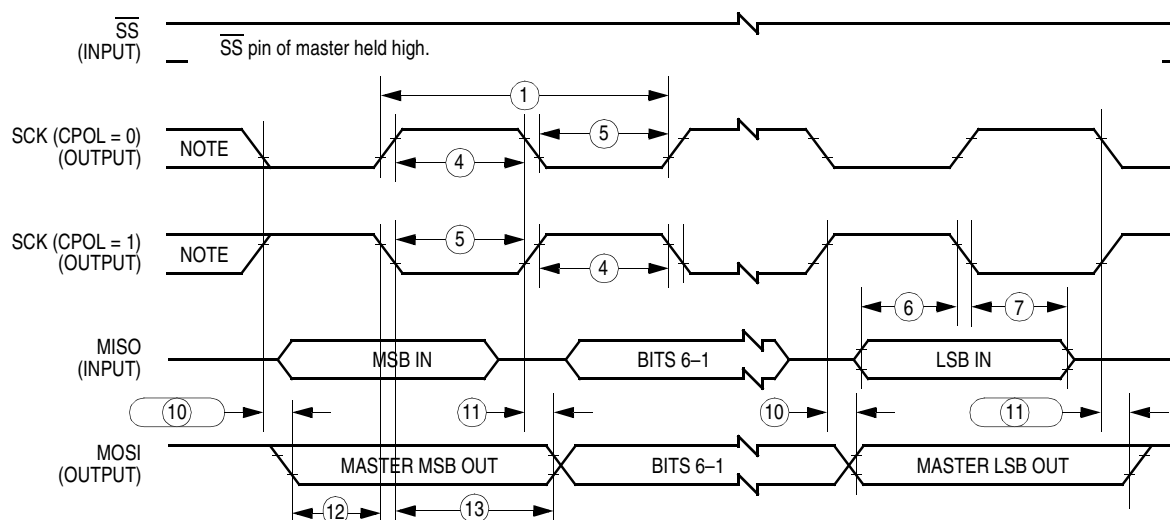 SS
(INPUT)
SS pin of master held high.
1
SCK (CPOL = 0)
(OUTPUT)
NOTE
5
4
SCK (CPOL = 1)
(OUTPUT)
NOTE
5
4
6
7
MISO
(INPUT)
MSB IN
BITS 6–1
LSB IN
10
11
10
11
MOSI
(OUTPUT)
MASTER MSB OUT
BITS 6–1
MASTER LSB OUT
12
13